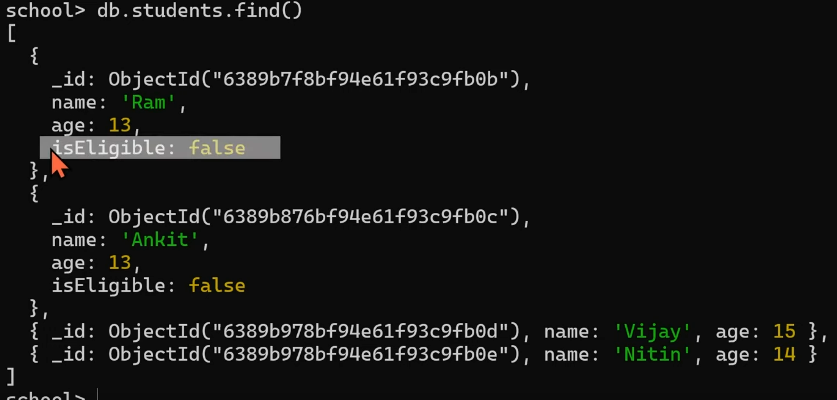 school> db.students.find()
[
  {
    _id: ObjectId("6389b7f8bf94e61f93c9fb0b"),
    name: 'Ram',
    age: 13,
    isEligible: false
  },
  {
    _id: ObjectId("6389b876bf94e61f93c9fb0c"),
    name: 'Ankit',
    age: 13,
    isEligible: false
  },
  { _id: ObjectId("6389b978bf94e61f93c9fb0d"), name: 'Vijay', age: 15 },
  { _id: ObjectId("6389b978bf94e61f93c9fb0e"), name: 'Nitin', age: 14 }
]
school>